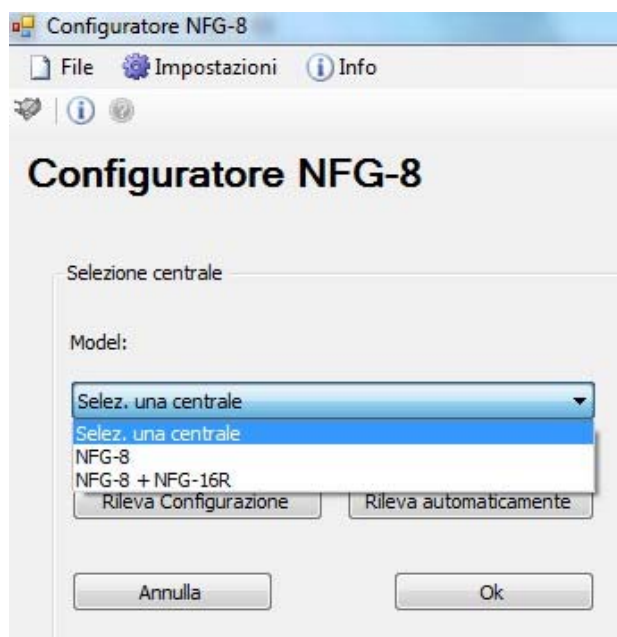 Configuratore NFG-8
File Impostazioni Info
Configuratore NFG-8
Selezione centrale
Model:
Selez. una centrale
Selez. una centrale
NFG-8
NFG-8 + NFG-16R
Rileva Configurazione Rileva automaticamente
Annulla Ok